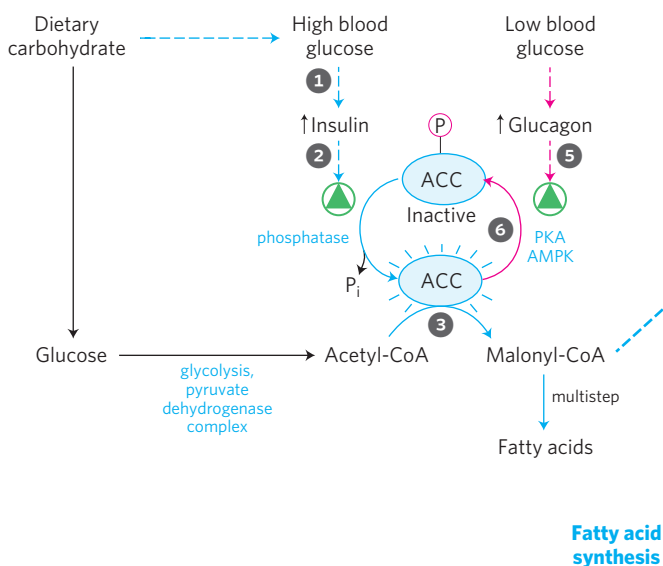 Dietary
carbohydrate
High blood
glucose
Low blood
glucose
1
↑Insulin
P
↑Glucagon
2
5
ACC
Inactive
phosphatase
6
PKA
AMPK
ACC
Pi
3
Glucose
Acetyl-CoA
Malonyl-CoA
glycolysis,
pyruvate
dehydrogenase
complex
multistep
Fatty acids
Fatty acid
synthesis